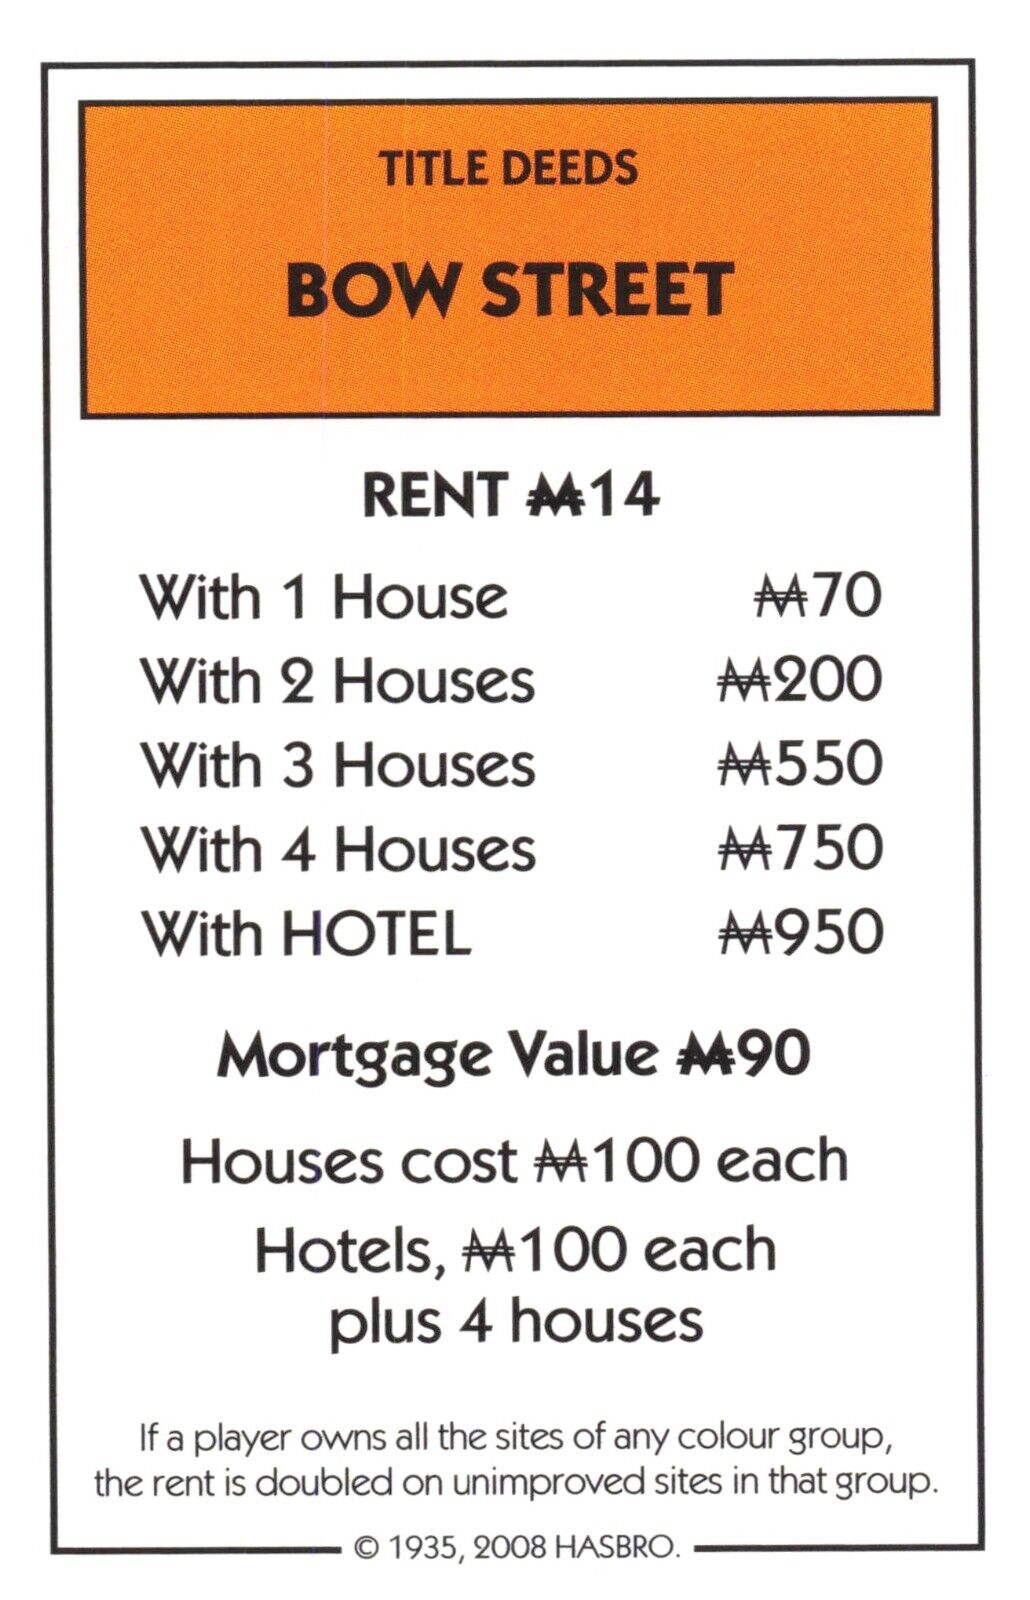 TITLE DEEDS
BOW STREET
RENT ₩14
With 1 House ₩70
With 2 Houses ₩200
With 3 Houses ₩550
With 4 Houses ₩750
With HOTEL ₩950
Mortgage Value ₩90
Houses cost ₩100 each
Hotels, ₩100 each
plus 4 houses
If a player owns all the sites of any colour group,
the rent is doubled on unimproved sites in that group.
© 1935, 2008 HASBRO.